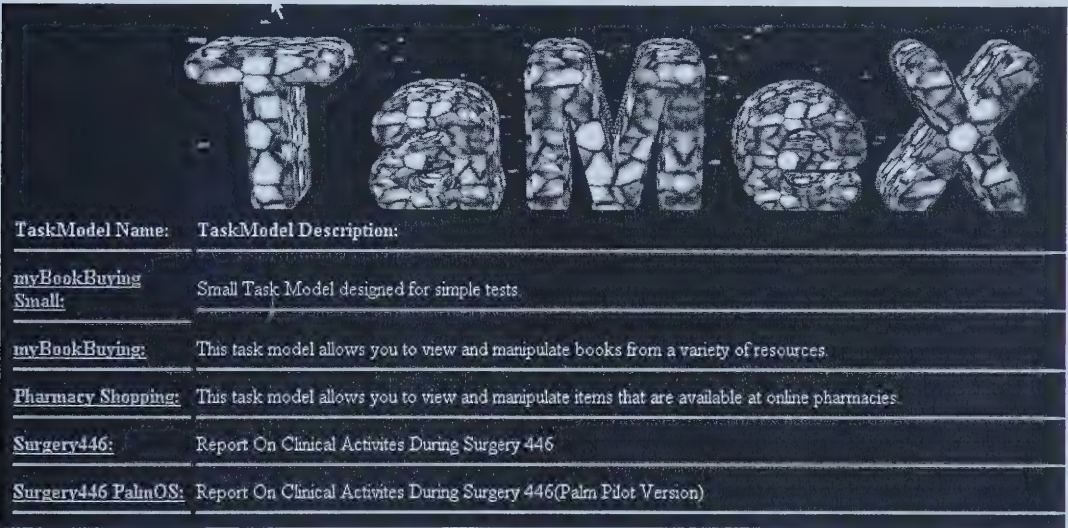 TaMeX
TaskModel Name: TaskModel Description:
myBookBuying
Small:
Small Task Model designed for simple tests.
myBookBuying: This task model allows you to view and manipulate books from a variety of resources.
Pharmacy Shopping: This task model allows you to view and manipulate items that are available at online pharmacies.
Surgery446: Report On Clinical Activites During Surgery 446
Surgery446 PalmOS: Report On Clinical Activites During Surgery 446(Palm Pilot Version)